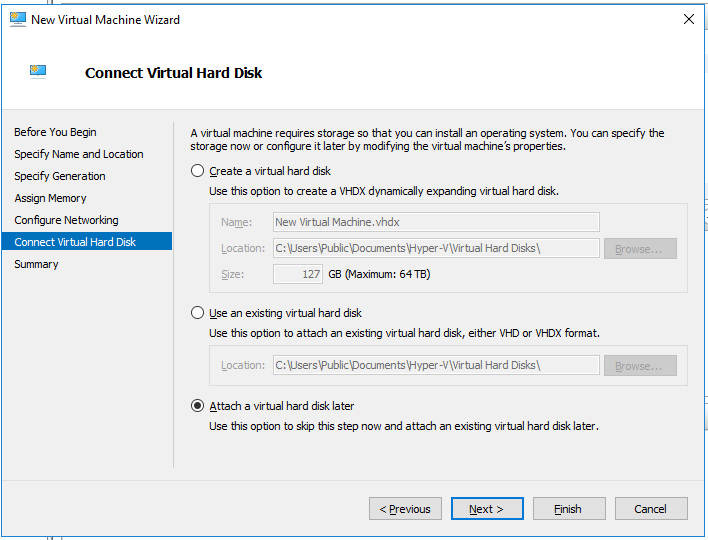 New Virtual Machine Wizard
Connect Virtual Hard Disk
Before You Begin
Specify Name and Location
Specify Generation
Assign Memory
Configure Networking
Connect Virtual Hard Disk
Summary
A virtual machine requires storage so that you can install an operating system. You can specify the
storage now or configure it later by modifying the virtual machine's properties.
Create a virtual hard disk
Use this option to create a VHDX dynamically expanding virtual hard disk.
Name: New Virtual Machine.vhdx
Location: C:\Users\Public\Documents\Hyper-V\Virtual Hard Disks\ Browse...
Size: 127 GB (Maximum: 64 TB)
Use an existing virtual hard disk
Use this option to attach an existing virtual hard disk, either VHD or VHDX format.
Location: C:\Users\Public\Documents\Hyper-V\Virtual Hard Disks\ Browse...
Attach a virtual hard disk later
Use this option to skip this step now and attach an existing virtual hard disk later.
< Previous Next > Finish Cancel